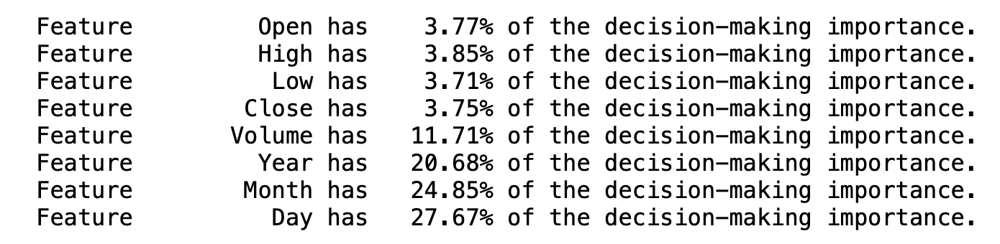 Feature Open has 3.77% of the decision-making importance.
Feature High has 3.85% of the decision-making importance.
Feature Low has 3.71% of the decision-making importance.
Feature Close has 3.75% of the decision-making importance.
Feature Volume has 11.71% of the decision-making importance.
Feature Year has 20.68% of the decision-making importance.
Feature Month has 24.85% of the decision-making importance.
Feature Day has 27.67% of the decision-making importance.